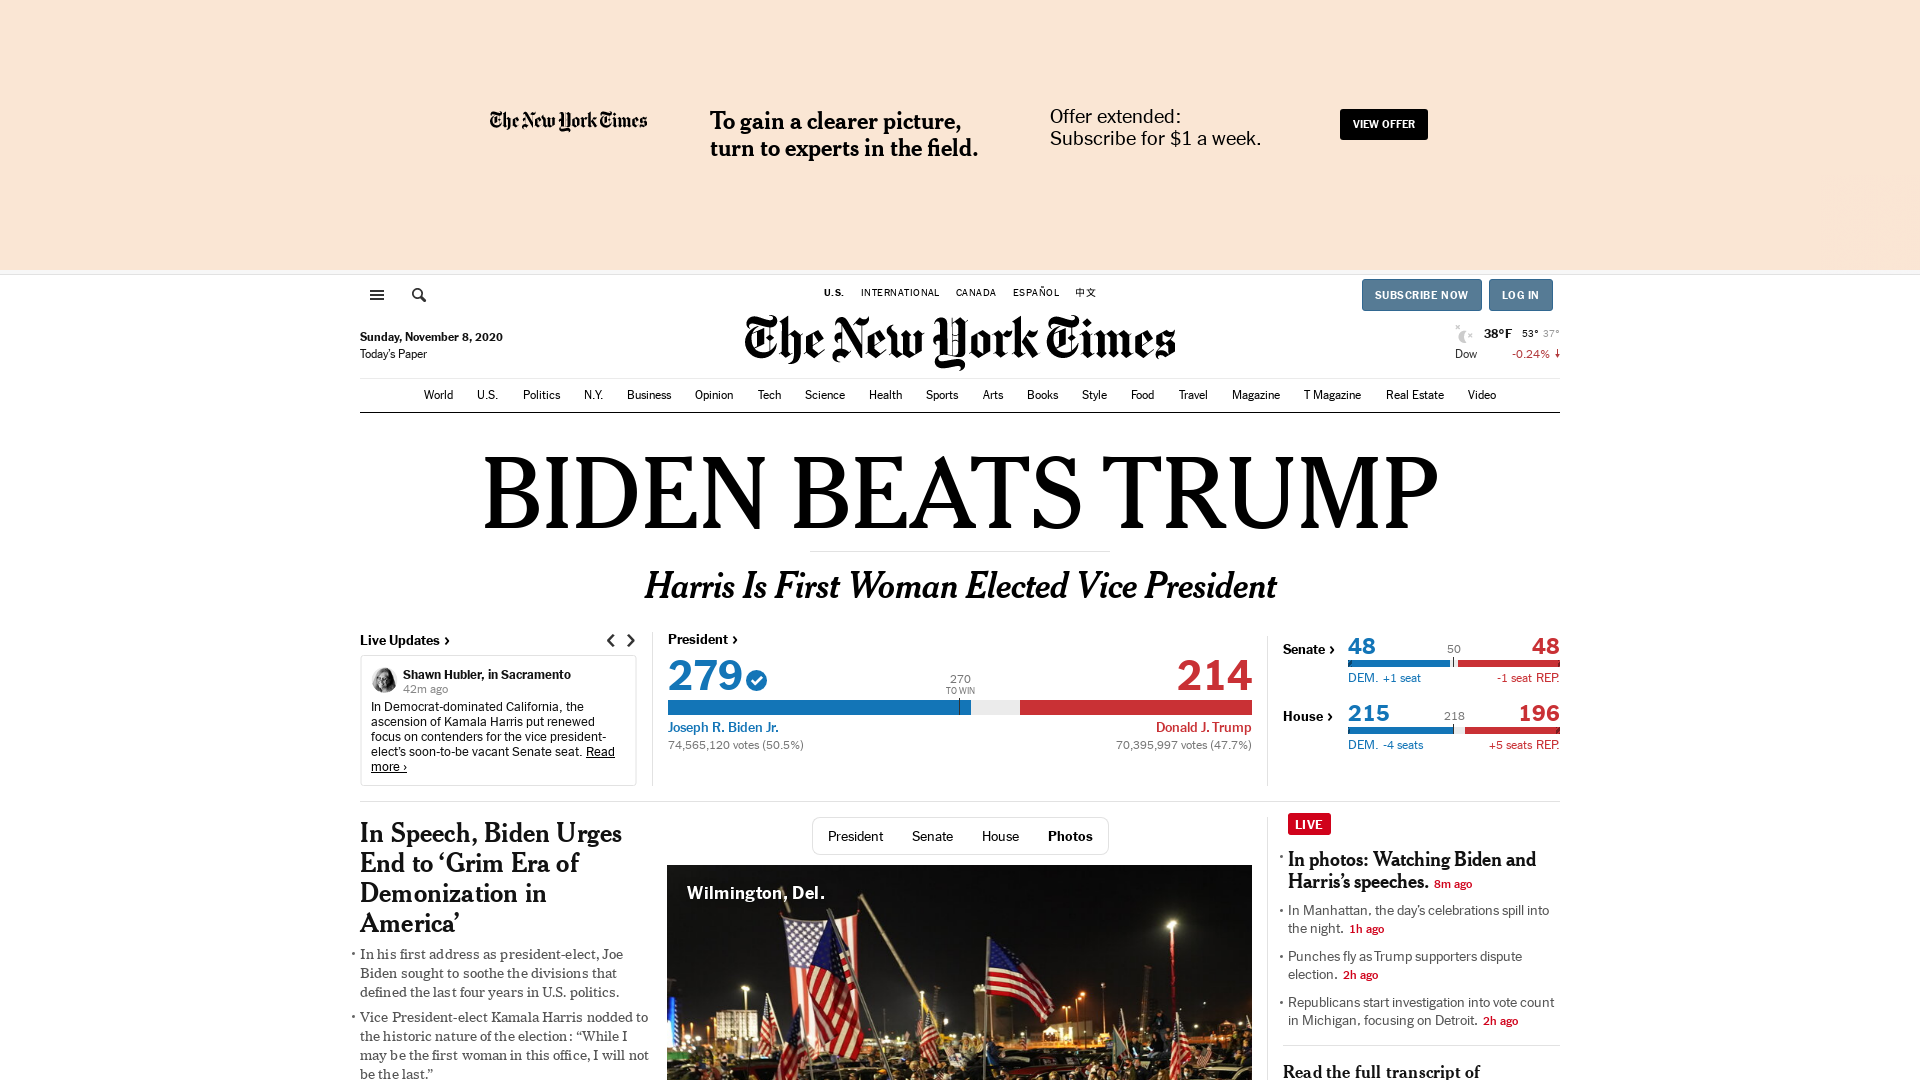 The New York Times
To gain a clearer picture,
turn to experts in the field.
Offer extended:
Subscribe for $1 a week.
VIEW OFFER
U.S. INTERNATIONAL CANADA ESPAÑOL 中文
SUBSCRIBE NOW LOG IN
Sunday, November 8, 2020
Today's Paper
The New York Times
38°F 53° 37°
Dow -0.24% ↓
World U.S. Politics N.Y. Business Opinion Tech Science Health Sports Arts Books Style Food Travel Magazine T Magazine Real Estate Video
BIDEN BEATS TRUMP
Harris Is First Woman Elected Vice President
Live Updates ›
Shawn Hubler, in Sacramento
42m ago
In Democrat-dominated California, the
ascension of Kamala Harris put renewed
focus on contenders for the vice president-
elect's soon-to-be vacant Senate seat. Read
more ›
President ›
279 214
270
TO WIN
Joseph R. Biden Jr. Donald J. Trump
74,565,120 votes (50.5%) 70,395,997 votes (47.7%)
Senate › 48 50 48
DEM. +1 seat -1 seat REP.
House › 215 218 196
DEM. -4 seats +5 seats REP.
In Speech, Biden Urges
End to ‘Grim Era of
Demonization in
America’
• In his first address as president-elect, Joe
Biden sought to soothe the divisions that
defined the last four years in U.S. politics.
• Vice President-elect Kamala Harris nodded to
the historic nature of the election: “While I
may be the first woman in this office, I will not
be the last.”
President Senate House Photos
Wilmington, Del.
LIVE
• In photos: Watching Biden and
Harris’s speeches. 8m ago
• In Manhattan, the day’s celebrations spill into
the night. 1h ago
• Punches fly as Trump supporters dispute
election. 2h ago
• Republicans start investigation into vote count
in Michigan, focusing on Detroit. 2h ago
Read the full transcript of